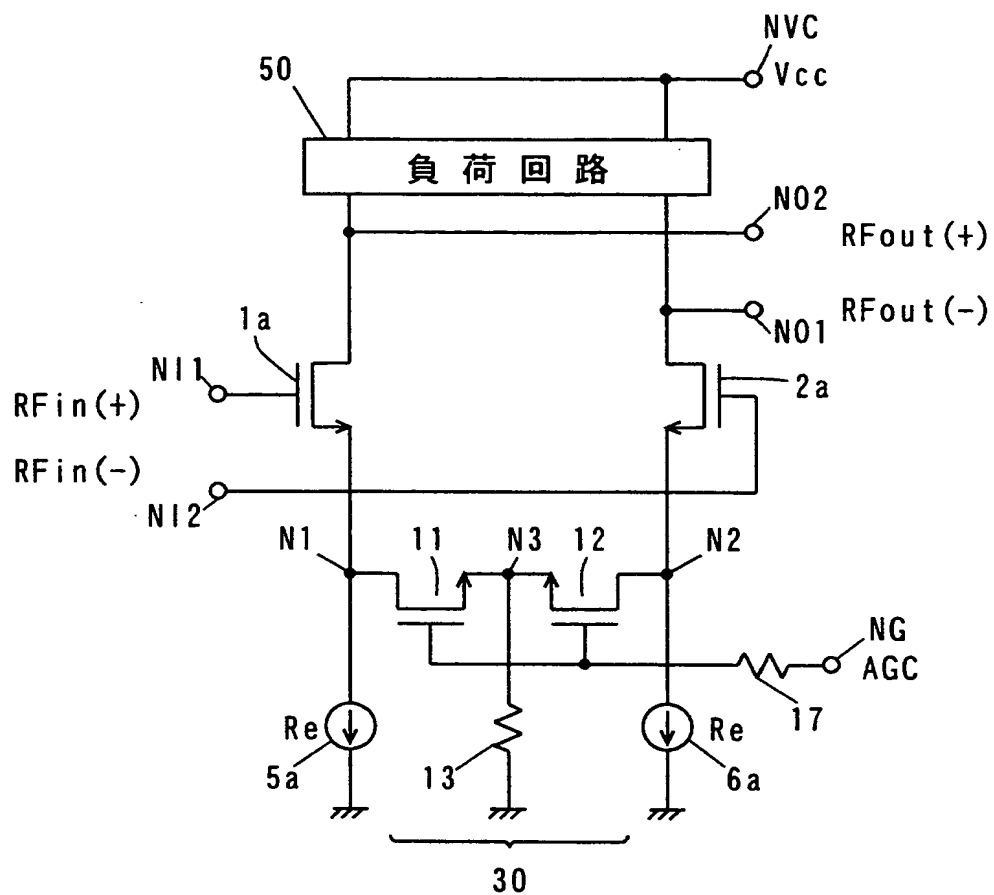 NVC
50
Vcc
負荷回路
NO2
RFout(+)
RFout(-)
NO1
1a
NI1
2a
RFin(+)
RFin(-)
NI2
N1
11
N3
12
N2
NG
AGC
17
Re
5a
13
Re
6a
30